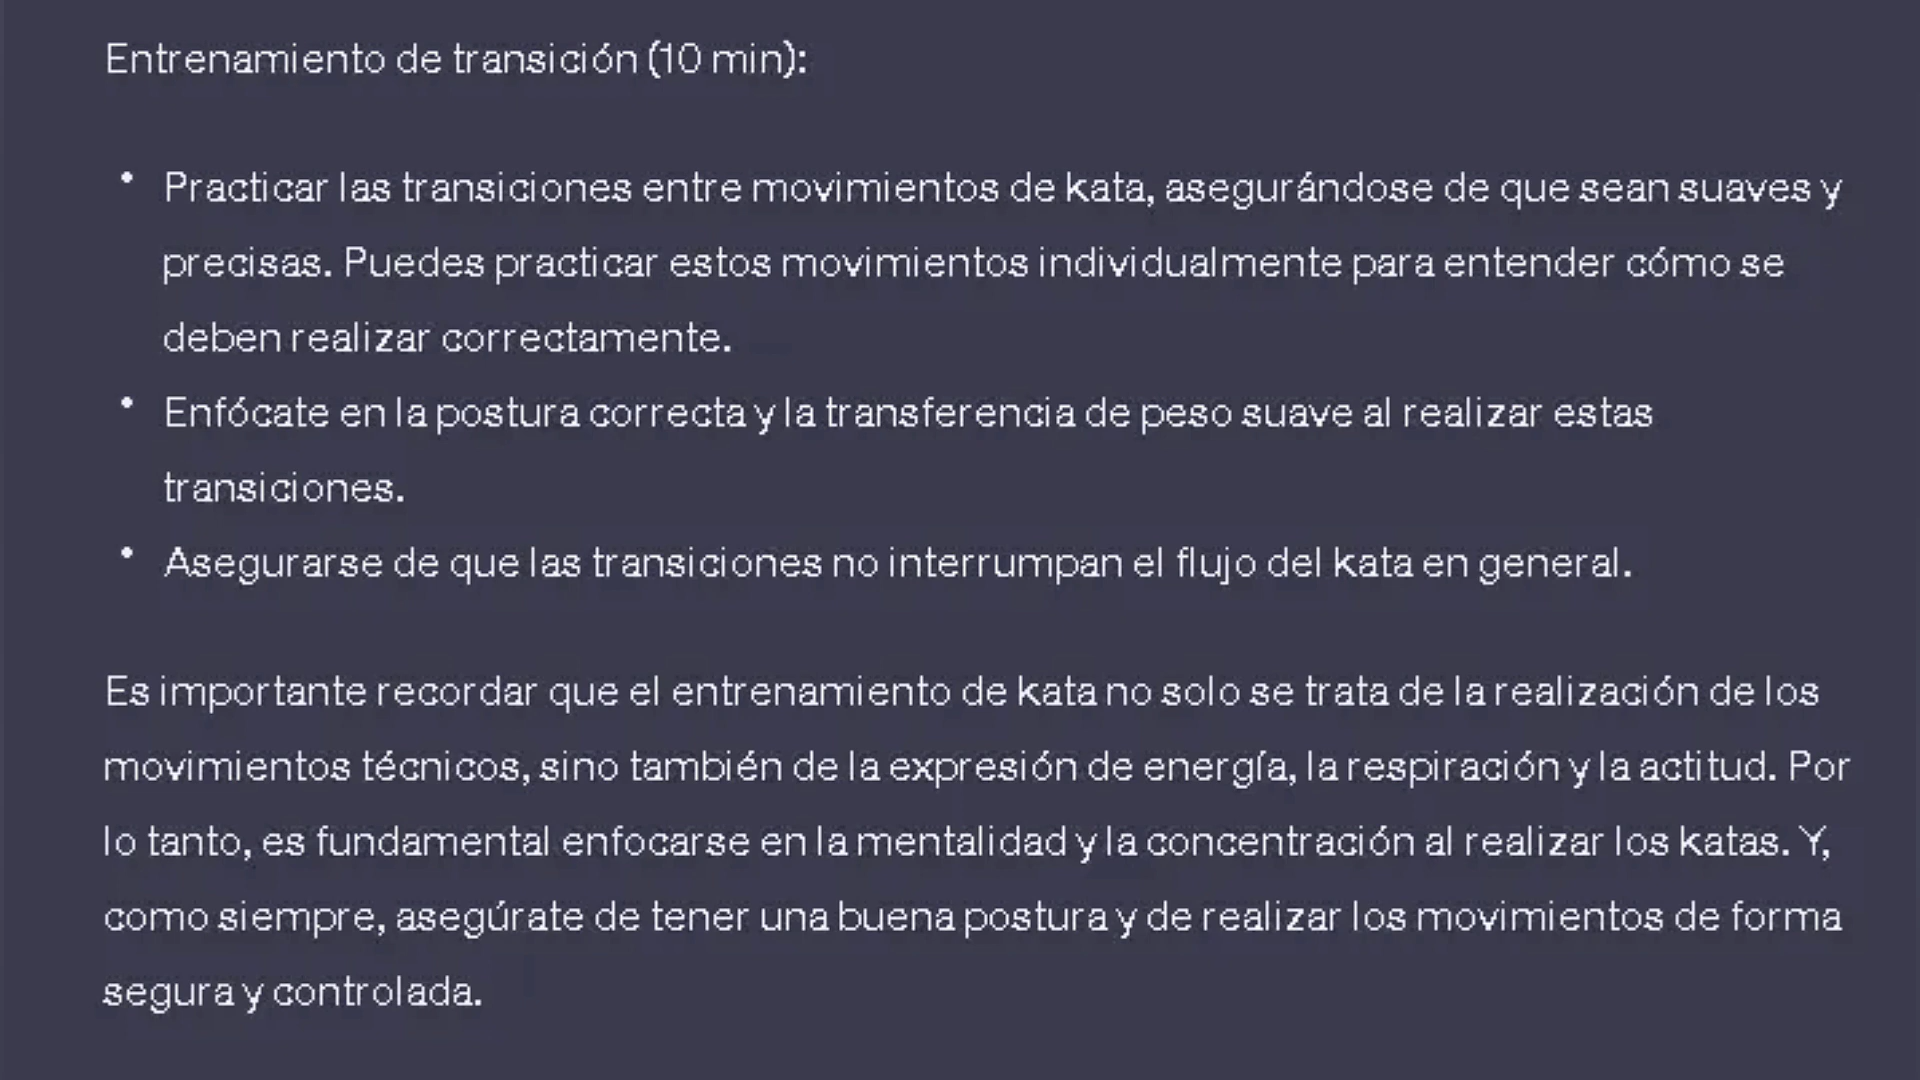 Entrenamiento de transición (10 min):
• Practicar las transiciones entre movimientos de kata, asegurándose de que sean suaves y
precisas. Puedes practicar estos movimientos individualmente para entender cómo se
deben realizar correctamente.
• Enfócate en la postura correcta y la transferencia de peso suave al realizar estas
transiciones.
• Asegurarse de que las transiciones no interrumpan el flujo del kata en general.
Es importante recordar que el entrenamiento de kata no solo se trata de la realización de los
movimientos técnicos, sino también de la expresión de energía, la respiración y la actitud. Por
lo tanto, es fundamental enfocarse en la mentalidad y la concentración al realizar los katas. Y,
como siempre, asegúrate de tener una buena postura y de realizar los movimientos de forma
segura y controlada.